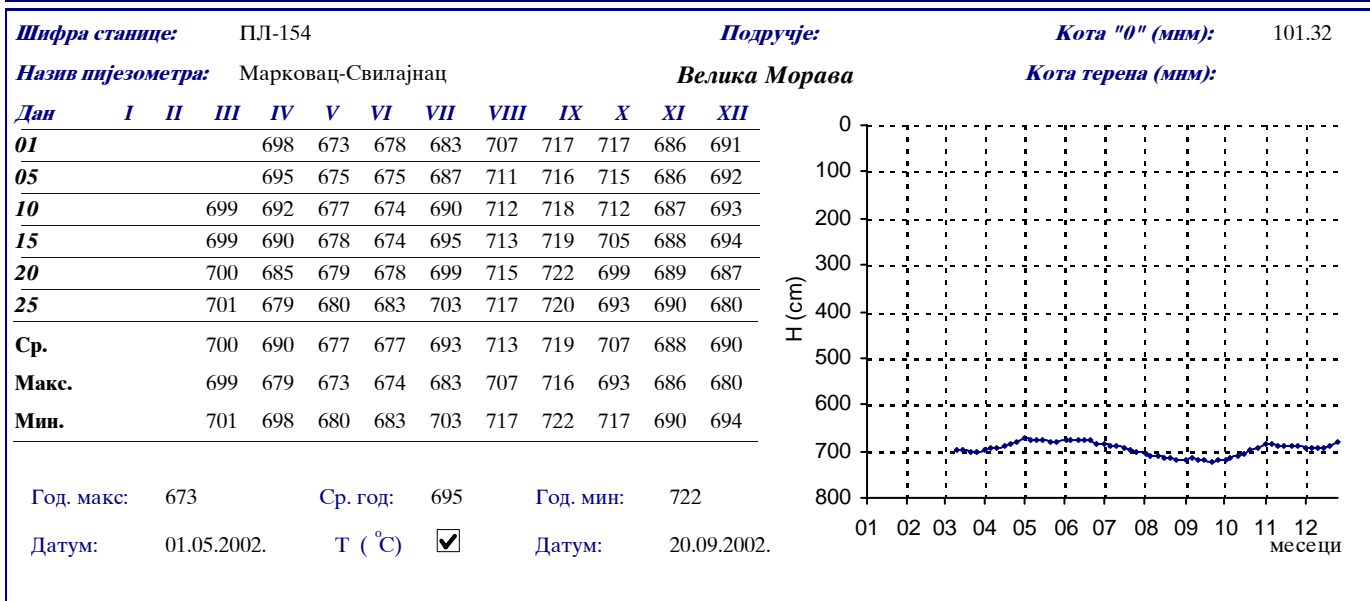 Шифра станице: ПЛ-154 Подручје: Кота "0" (мнм): 101.32
Назив пијезометра: Марковац-Свилајнац Велика Морава Кота терена (мнм):
Дан I II III IV V VI VII VIII IX X XI XII
01 698 673 678 683 707 717 717 686 691
05 695 675 675 687 711 716 715 686 692
10 699 692 677 674 690 712 718 712 687 693
15 699 690 678 674 695 713 719 705 688 694
20 700 685 679 678 699 715 722 699 689 687
25 701 679 680 683 703 717 720 693 690 680
Ср. 700 690 677 677 693 713 719 707 688 690
Макс. 699 679 673 674 683 707 716 693 686 680
Мин. 701 698 680 683 703 717 722 717 690 694
Год. макс: 673 Ср. год: 695 Год. мин: 722
Датум: 01.05.2002. Т ( °C) Датум: 20.09.2002.
0
100
200
300
400
500
600
700
800
H (cm)
01 02 03 04 05 06 07 08 09 10 11 12
месеци